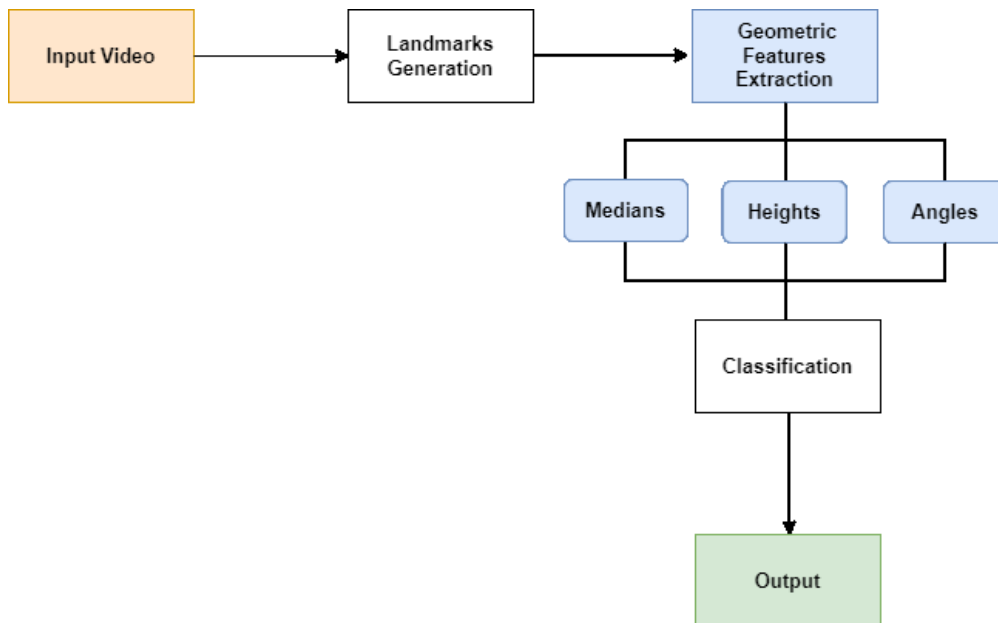 Input Video
Landmarks
Generation
Geometric
Features
Extraction
Medians
Heights
Angles
Classification
Output